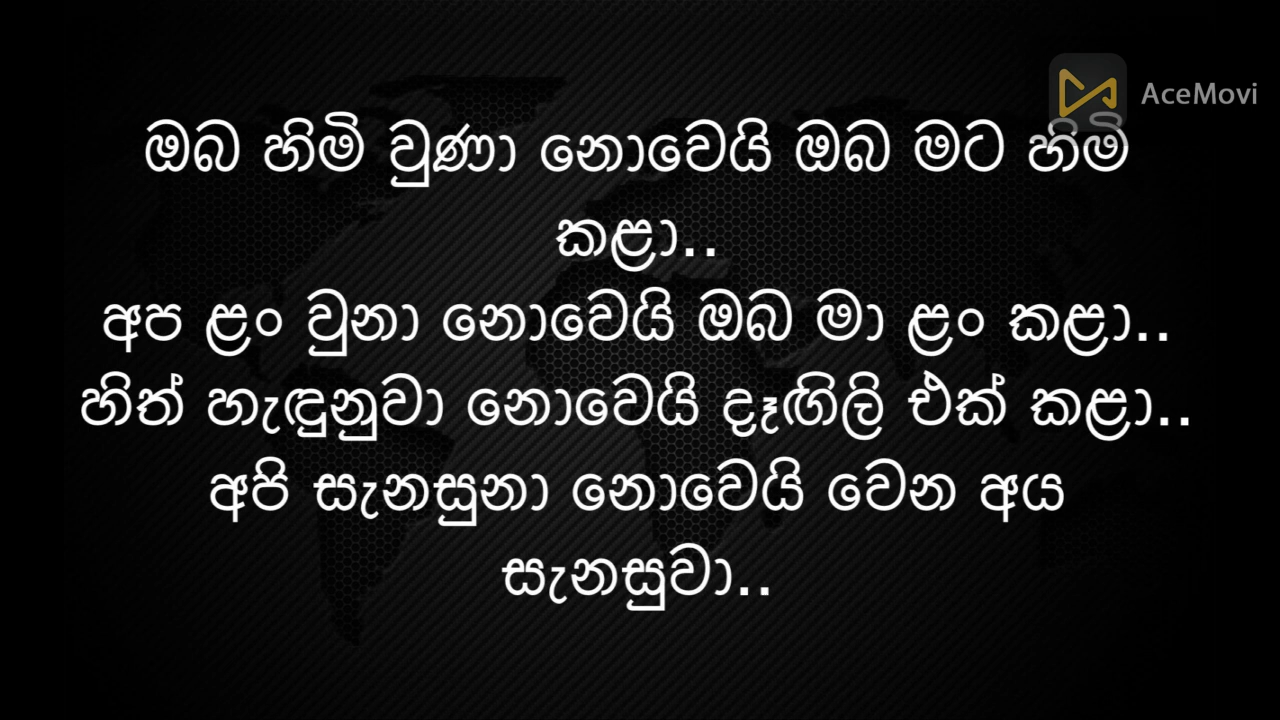 AceMovi
ඔබ හිමි වුණා නොවෙයි ඔබ මට හිමි
කළා..
අප ළං වුනා නොවෙයි ඔබ මා ළං කළා..
හිත් හැඳුනුවා නොවෙයි දෑඟිලි එක් කළා..
අපි සැනසුනා නොවෙයි වෙන අය
සැනසුවා..